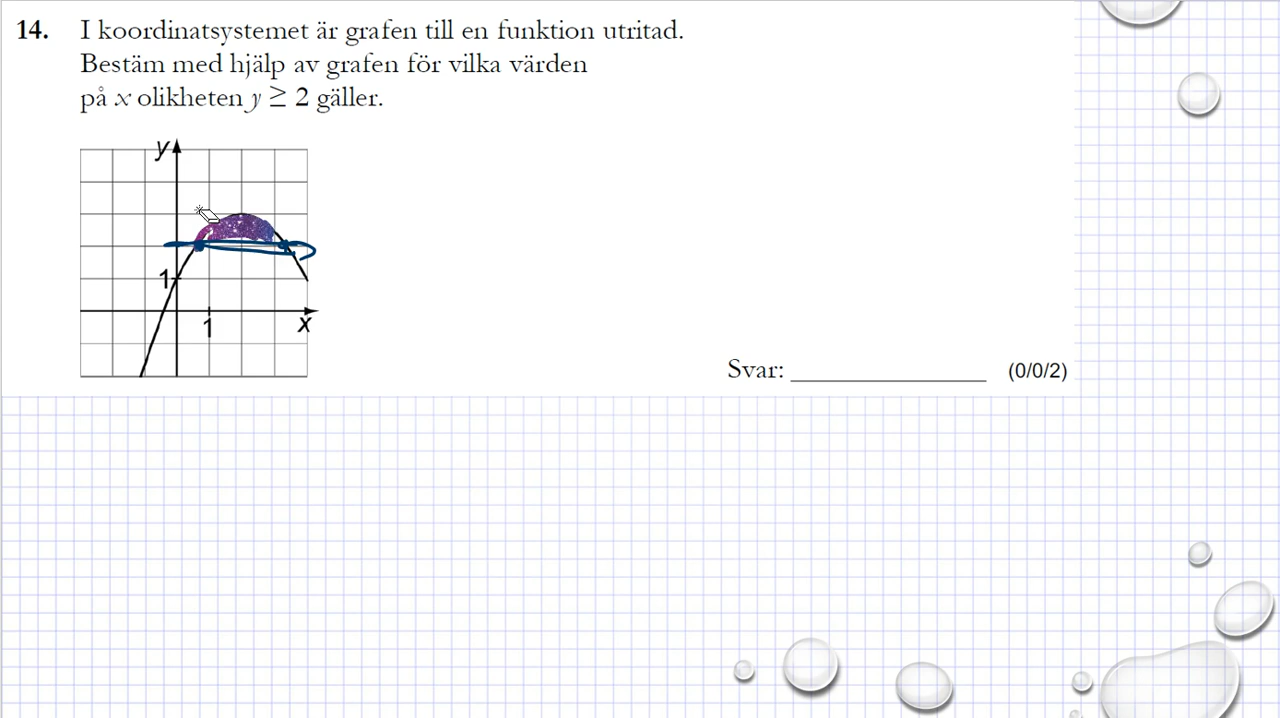 14. I koordinatsystemet är grafen till en funktion utritad.
Bestäm med hjälp av grafen för vilka värden
på x olikheten y ≥ 2 gäller.
y
1
1
x
Svar: ________________ (0/0/2)